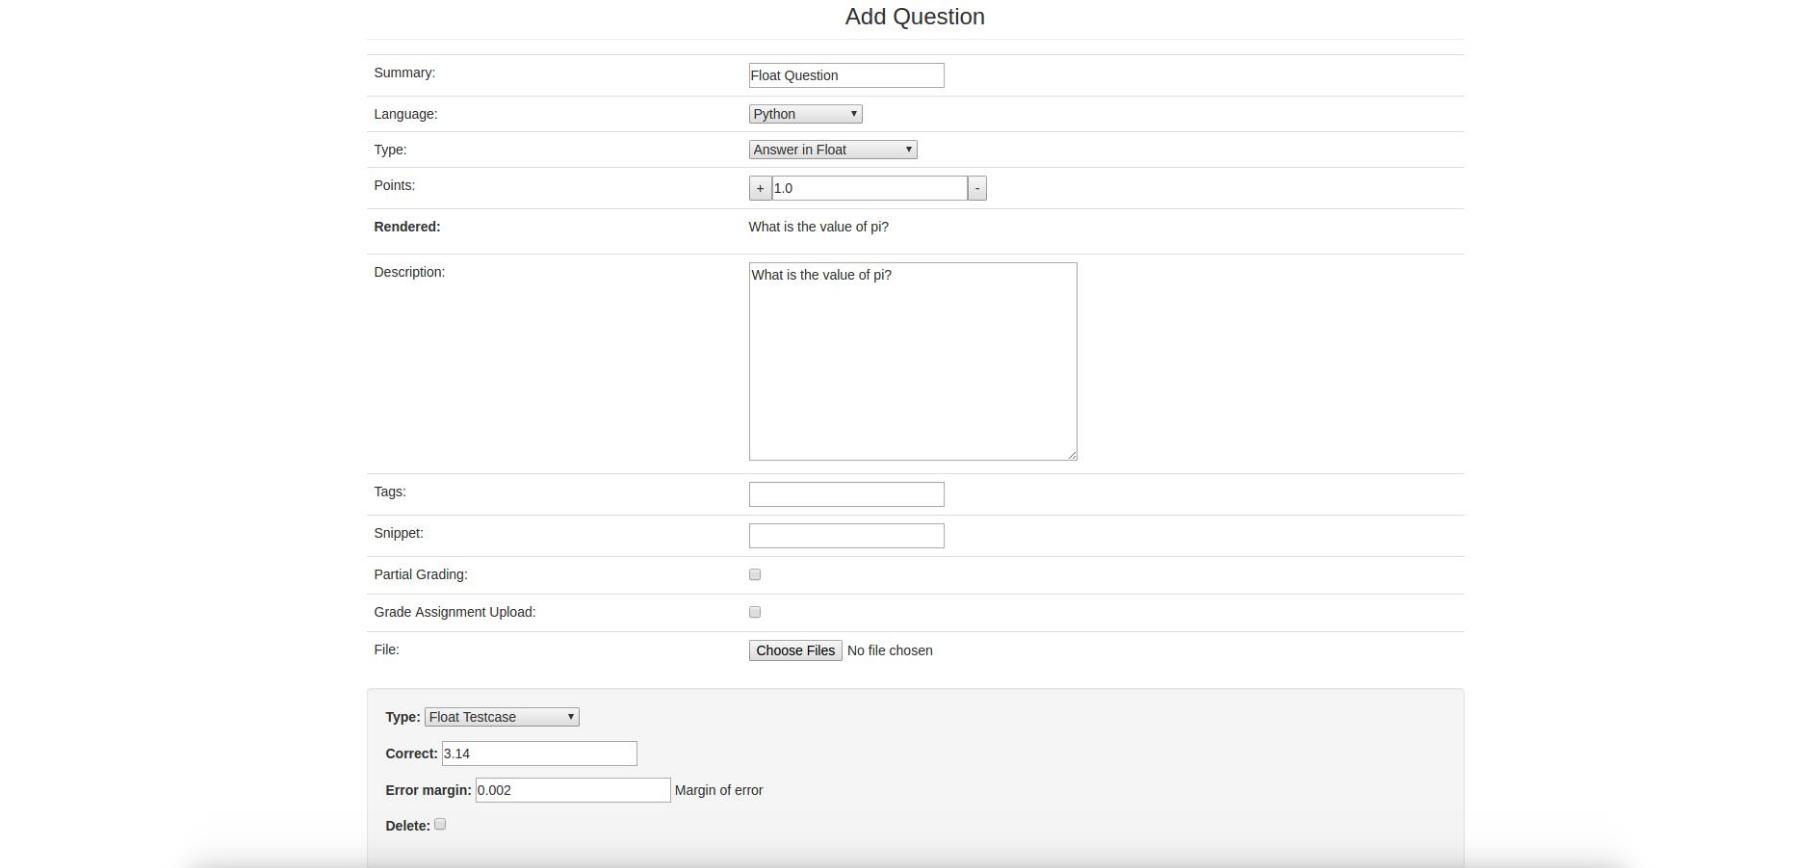 Add Question
Summary: Float Question
Language: Python
Type: Answer in Float
Points: + 1.0 -
Rendered: What is the value of pi?
Description: What is the value of pi?
Tags:
Snippet:
Partial Grading:
Grade Assignment Upload:
File: Choose Files No file chosen
Type: Float Testcase
Correct: 3.14
Error margin: 0.002 Margin of error
Delete: